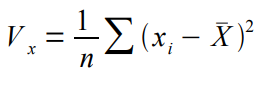 V_x = \frac{1}{n} \sum (x_i - \bar{X})^2